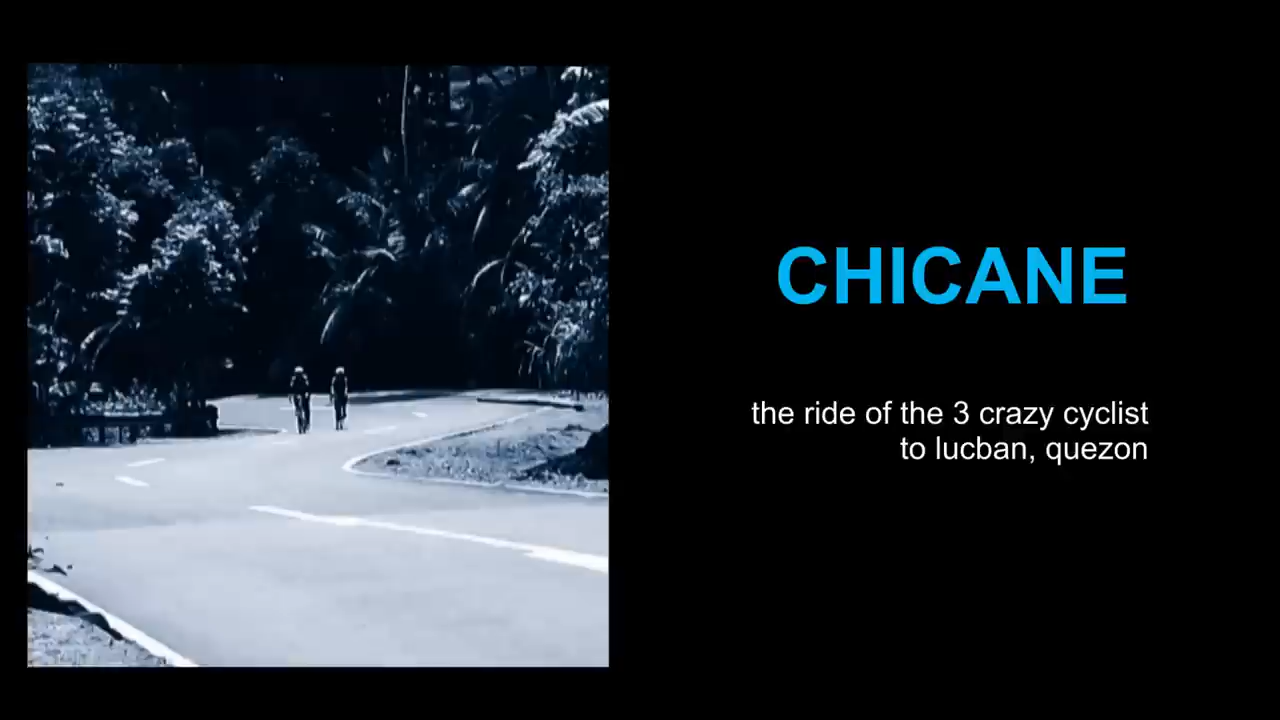 CHICANE
the ride of the 3 crazy cyclist
to lucban, quezon